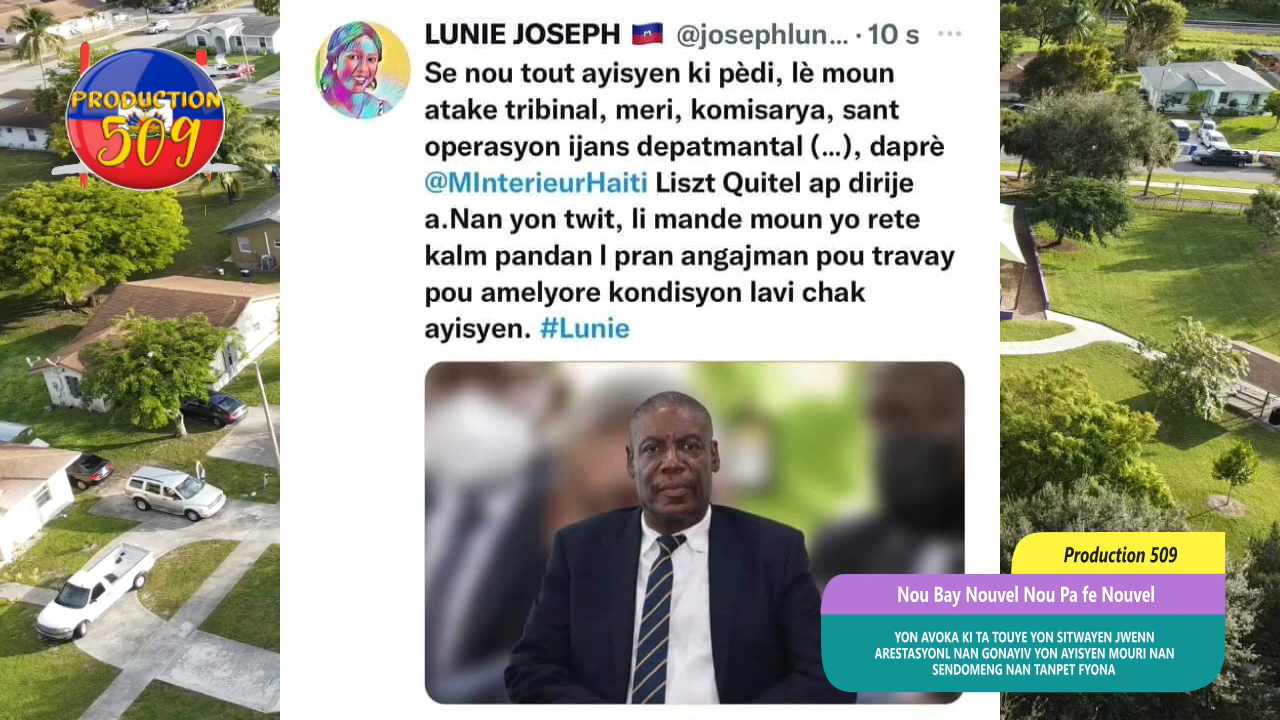 PRODUCTION
509
LUNIE JOSEPH 🇭🇹 @josephlun... · 10 s ...
Se nou tout ayisyen ki pèdi, lè moun
atake tribinal, meri, komisarya, sant
operasyon ijans depatmantal (...), daprè
@MInterieurHaiti Liszt Quitel ap dirije
a.Nan yon twit, li mande moun yo rete
kalm pandan l pran angajman pou travay
pou amelyore kondisyon lavi chak
ayisyen. #Lunie
Production 509
Nou Bay Nouvel Nou Pa fe Nouvel
YON AVOKA KI TA TOUYE YON SITWAYEN JWENN
ARESTASYONL NAN GONAYIV YON AYISYEN MOURI NAN
SENDOMENG NAN TANPET FYONA